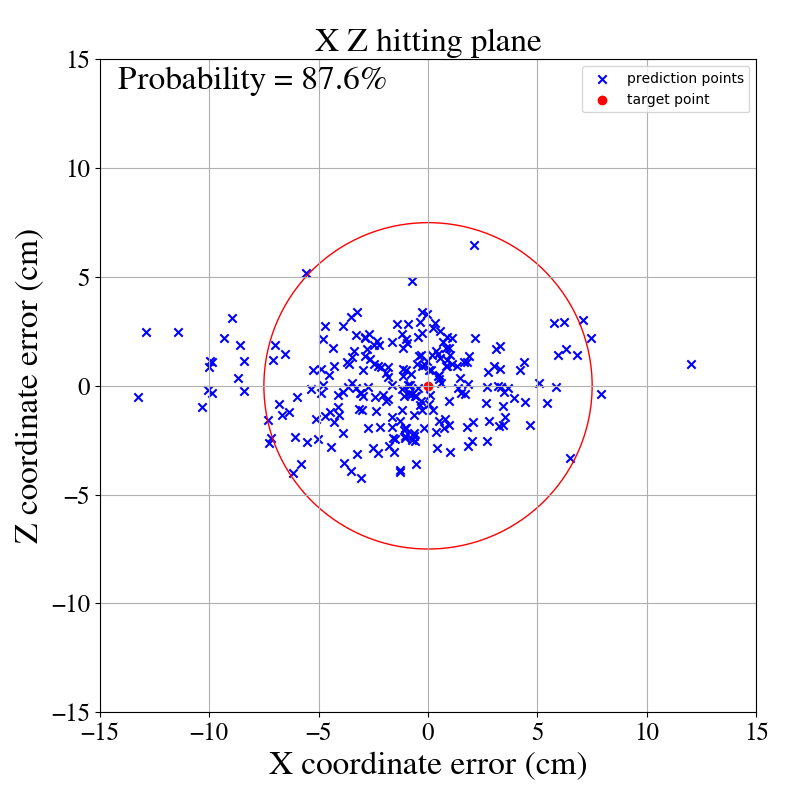 X Z hitting plane
Probability = 87.6%
prediction points
target point
Z coordinate error (cm)
15
10
5
0
−5
−10
−15
−15
−10
−5
0
5
10
15
X coordinate error (cm)